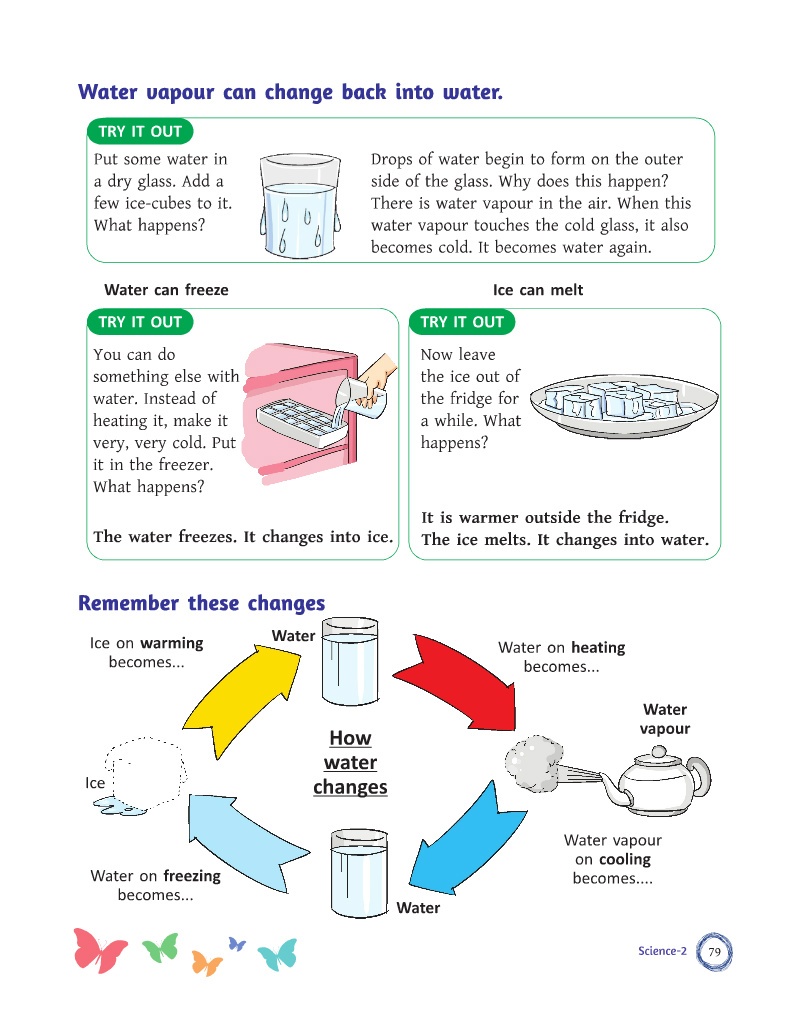 Water vapour can change back into water.
TRY IT OUT
Put some water in
a dry glass. Add a
few ice-cubes to it.
What happens?
Drops of water begin to form on the outer
side of the glass. Why does this happen?
There is water vapour in the air. When this
water vapour touches the cold glass, it also
becomes cold. It becomes water again.
Water can freeze
TRY IT OUT
You can do
something else with
water. Instead of
heating it, make it
very, very cold. Put
it in the freezer.
What happens?
The water freezes. It changes into ice.
Ice can melt
TRY IT OUT
Now leave
the ice out of
the fridge for
a while. What
happens?
It is warmer outside the fridge.
The ice melts. It changes into water.
Remember these changes
Ice on warming
becomes...
Water
Water on heating
becomes...
Water
vapour
How
water
changes
Ice
Water vapour
on cooling
becomes....
Water on freezing
becomes...
Water
Science-2
79